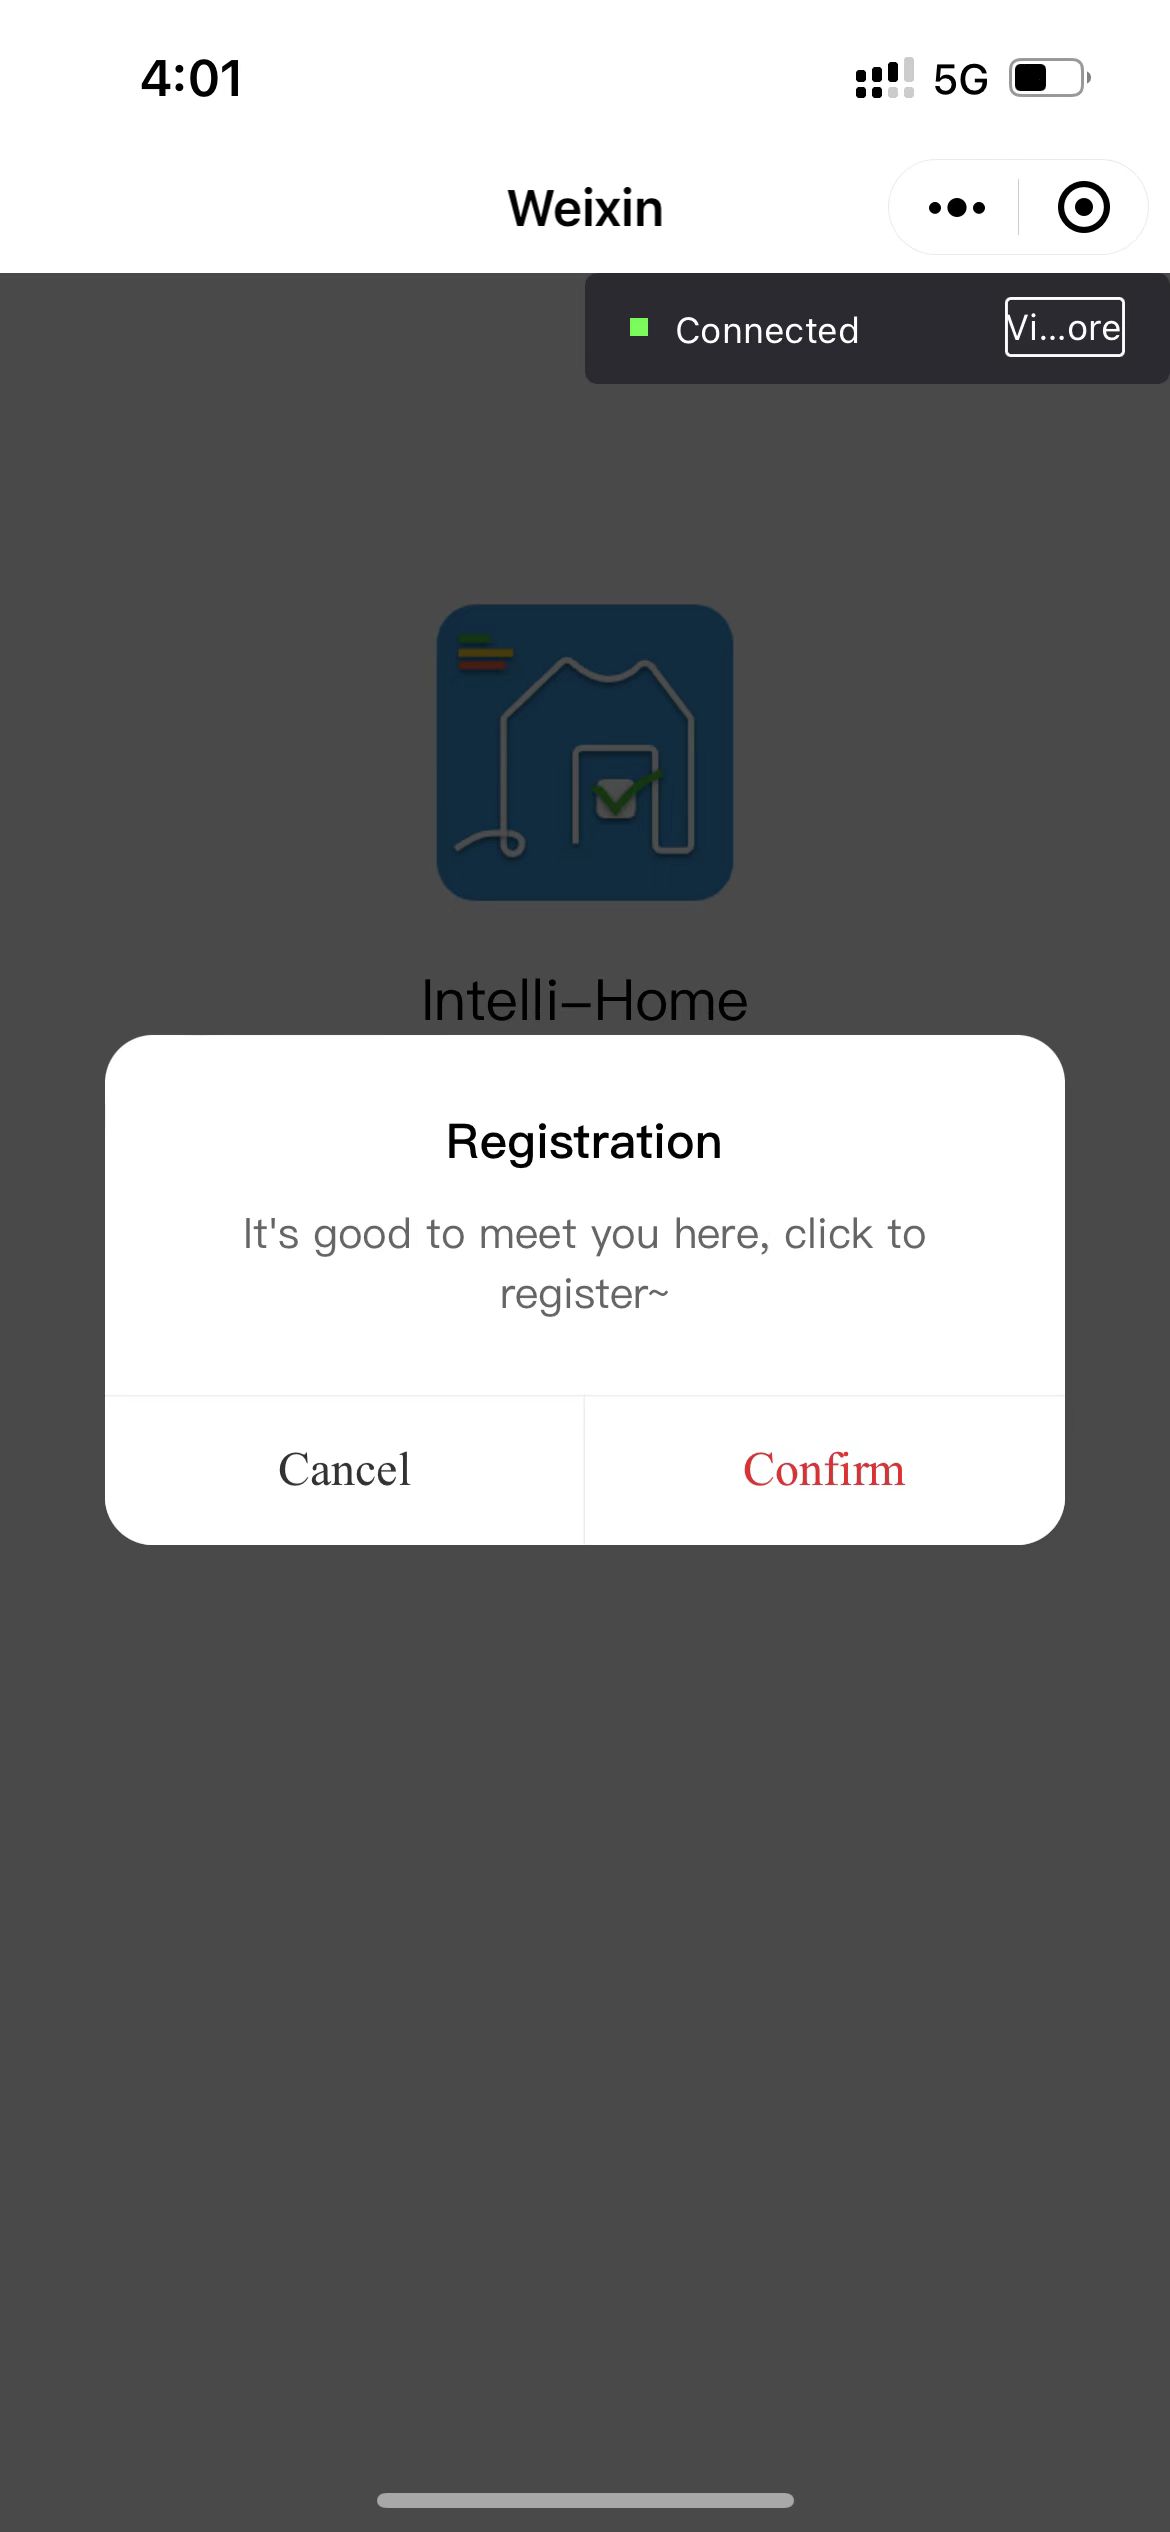 4:01
5G
Weixin
Connected
Vi...ore
Intelli-Home
Registration
It's good to meet you here, click to
register~
Cancel
Confirm